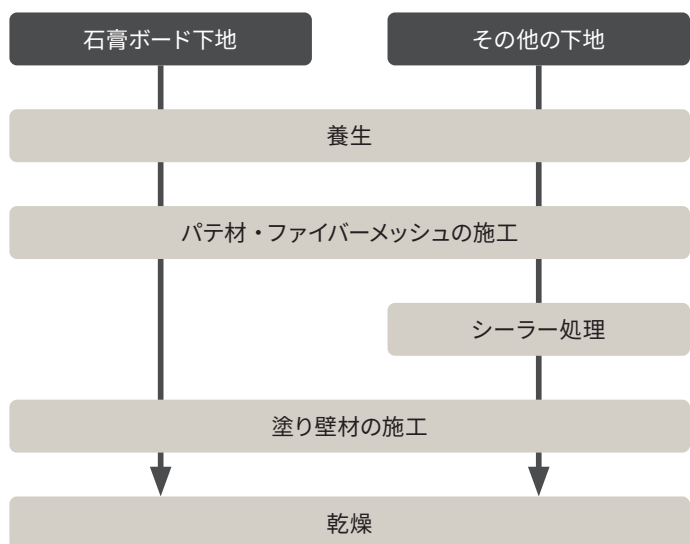 石膏ボード下地
その他の下地
養生
パテ材・ファイバーメッシュの施工
シーラー処理
塗り壁材の施工
乾燥